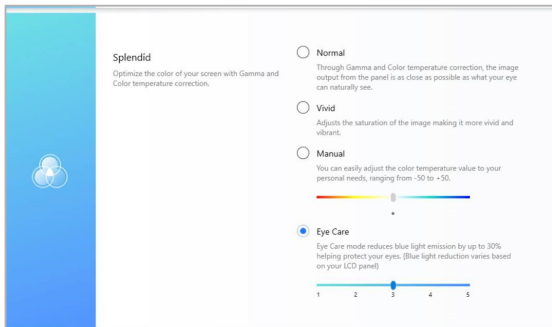 Splendid
Optimize the color of your screen with Gamma and
Color temperature correction.
Normal
Through Gamma and Color temperature correction, the image
output from the panel is as close as possible as what your eye
can naturally see.
Vivid
Adjusts the saturation of the image making it more vivid and
vibrant.
Manual
You can easily adjust the color temperature value to your
personal needs, ranging from -50 to +50.
Eye Care
Eye Care mode reduces blue light emission by up to 30%
helping protect your eyes. (Blue light reduction varies based
on your LCD panel)
1 2 3 4 5